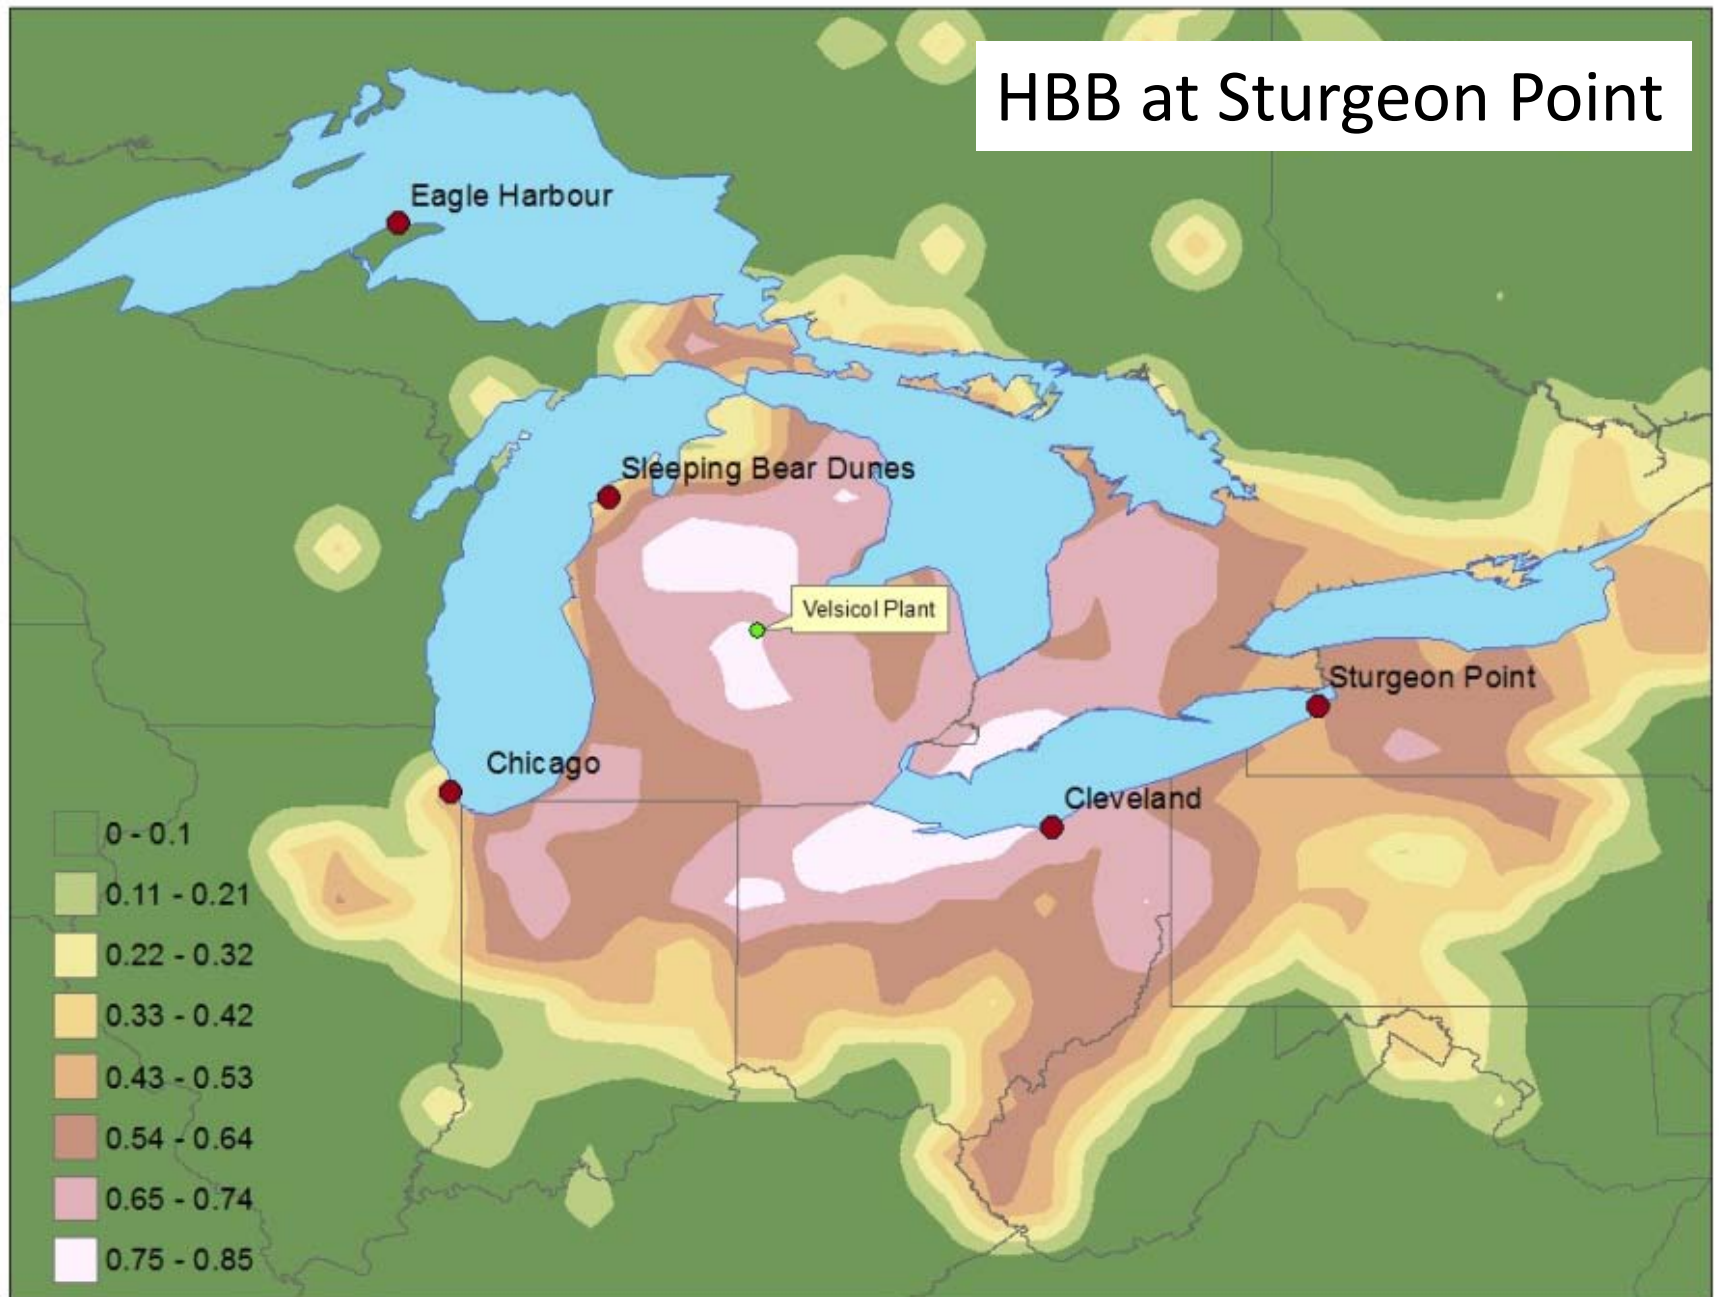 HBB at Sturgeon Point
Eagle Harbour
Sleeping Bear Dunes
Velsicol Plant
Sturgeon Point
Chicago
Cleveland
0 - 0.1
0.11 - 0.21
0.22 - 0.32
0.33 - 0.42
0.43 - 0.53
0.54 - 0.64
0.65 - 0.74
0.75 - 0.85